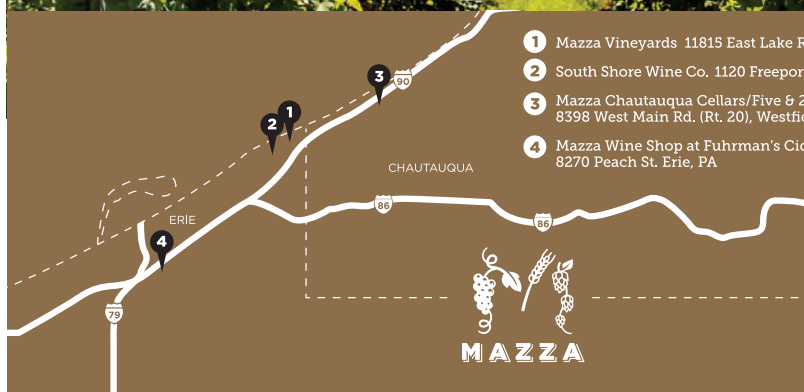 1 Mazza Vineyards 11815 East Lake R
2 South Shore Wine Co. 1120 Freepor
3 Mazza Chautauqua Cellars/Five & 2
8398 West Main Rd. (Rt. 20), Westfie
4 Mazza Wine Shop at Fuhrman's Cid
8270 Peach St. Erie, PA
3
90
1
2
CHAUTAUQUA
86
86
ERIE
4
79
MAZZA